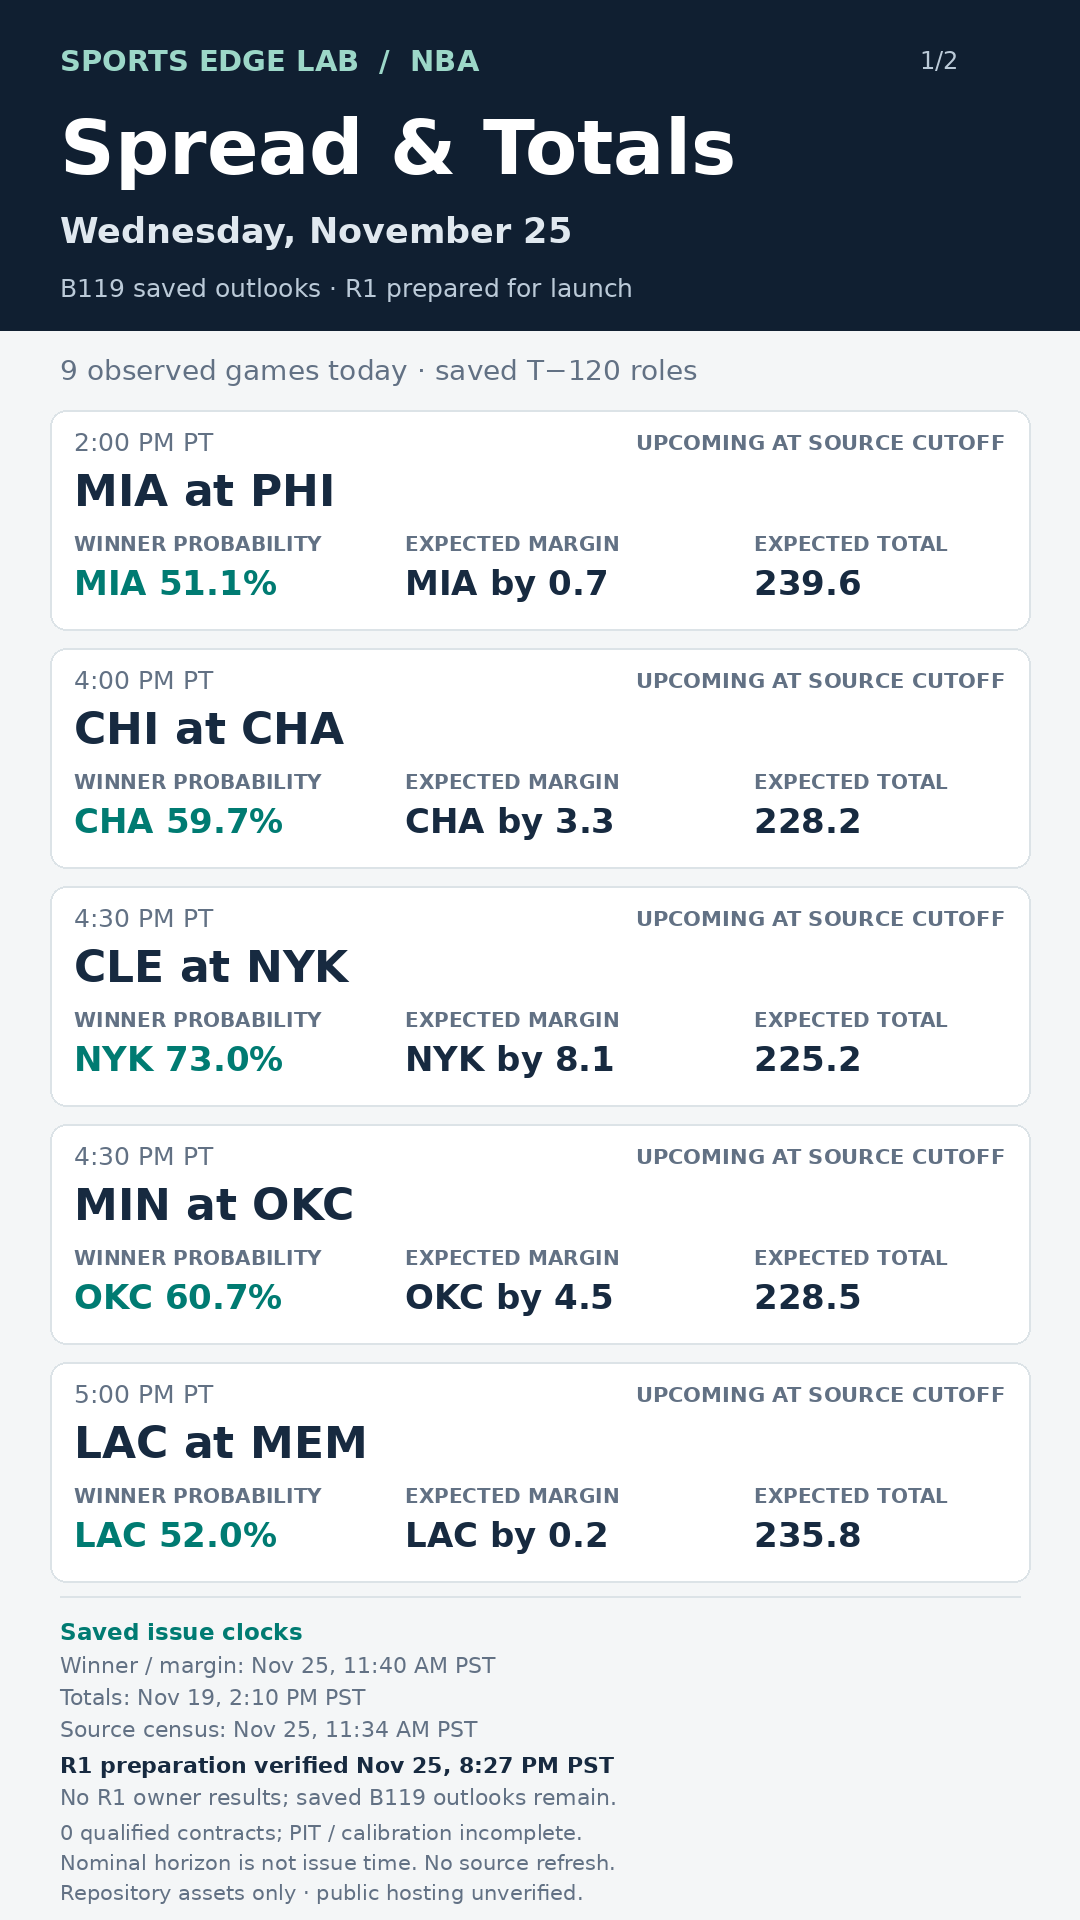 SPORTS EDGE LAB / NBA 1/2
Spread & Totals
Wednesday, November 25
B119 saved outlooks · R1 prepared for launch
9 observed games today · saved T−120 roles
2:00 PM PT UPCOMING AT SOURCE CUTOFF
MIA at PHI
WINNER PROBABILITY EXPECTED MARGIN EXPECTED TOTAL
MIA 51.1% MIA by 0.7 239.6
4:00 PM PT UPCOMING AT SOURCE CUTOFF
CHI at CHA
WINNER PROBABILITY EXPECTED MARGIN EXPECTED TOTAL
CHA 59.7% CHA by 3.3 228.2
4:30 PM PT UPCOMING AT SOURCE CUTOFF
CLE at NYK
WINNER PROBABILITY EXPECTED MARGIN EXPECTED TOTAL
NYK 73.0% NYK by 8.1 225.2
4:30 PM PT UPCOMING AT SOURCE CUTOFF
MIN at OKC
WINNER PROBABILITY EXPECTED MARGIN EXPECTED TOTAL
OKC 60.7% OKC by 4.5 228.5
5:00 PM PT UPCOMING AT SOURCE CUTOFF
LAC at MEM
WINNER PROBABILITY EXPECTED MARGIN EXPECTED TOTAL
LAC 52.0% LAC by 0.2 235.8
Saved issue clocks
Winner / margin: Nov 25, 11:40 AM PST
Totals: Nov 19, 2:10 PM PST
Source census: Nov 25, 11:34 AM PST
R1 preparation verified Nov 25, 8:27 PM PST
No R1 owner results; saved B119 outlooks remain.
0 qualified contracts; PIT / calibration incomplete.
Nominal horizon is not issue time. No source refresh.
Repository assets only · public hosting unverified.